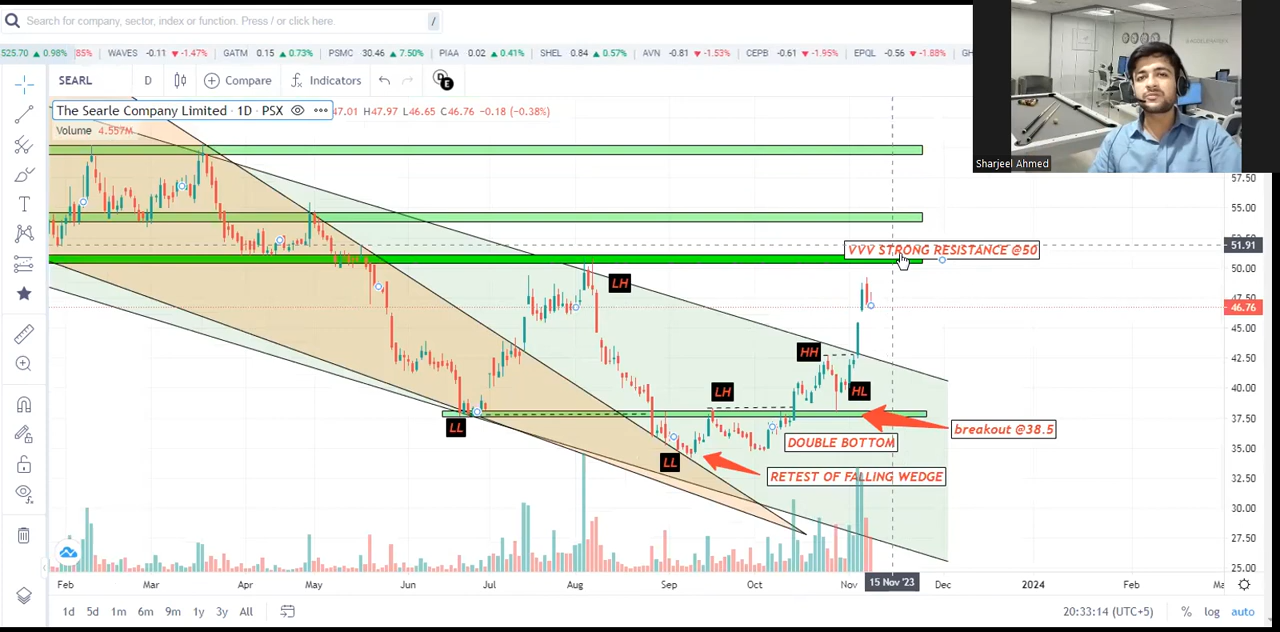 Search for company, sector, index or function. Press / or click here. /
525.70 ▲ 0.98% 85% WAVES -0.11 ▼ -1.47% GATM 0.15 ▲ 0.73% PSMC 30.46 ▲ 7.50% PIAA 0.02 ▲ 0.41% SHEL 0.84 ▲ 0.57% AVN -0.81 ▼ -1.53% CEPB -0.61 ▼ -1.95% EPQL -0.56 ▼ -1.88% GH
SEARL D Compare Indicators
D E
The Searle Company Limited · 1D · PSX 47.01 H47.97 L46.65 C46.76 -0.18 (-0.38%)
Volume 4.557M
Sharjeel Ahmed
57.50
55.00
51.91
VVV STRONG RESISTANCE @50
50.00
LH
47.50
46.76
45.00
HH
42.50
LH
HL
40.00
37.50
LL
breakout @38.5
DOUBLE BOTTOM
35.00
LL
RETEST OF FALLING WEDGE
32.50
30.00
27.50
25.00
Feb Mar Apr May Jun Jul Aug Sep Oct Nov 15 Nov '23 Dec 2024 Feb Ma
1d 5d 1m 6m 9m 1y 3y All 20:33:14 (UTC+5) % log auto